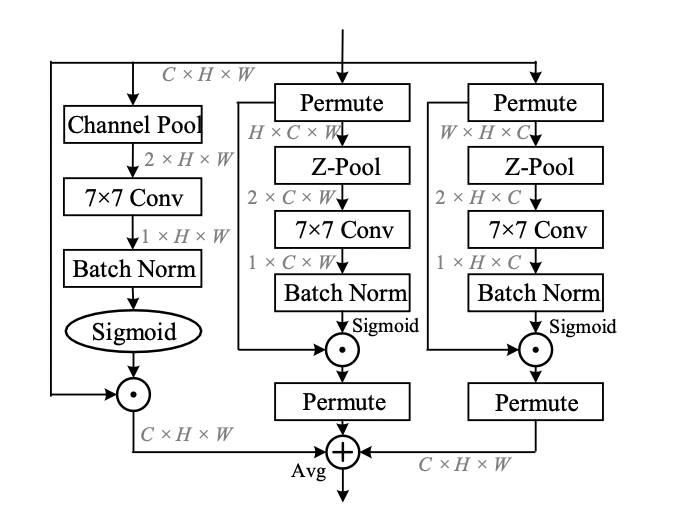 C × H × W
Channel Pool
2 × H × W
7×7 Conv
1 × H × W
Batch Norm
Sigmoid
C × H × W
Permute
H × C × W
Z-Pool
2 × C × W
7×7 Conv
1 × C × W
Batch Norm
Sigmoid
Permute
Avg
Permute
W × H × C
Z-Pool
2 × H × C
7×7 Conv
1 × H × C
Batch Norm
Sigmoid
Permute
C × H × W